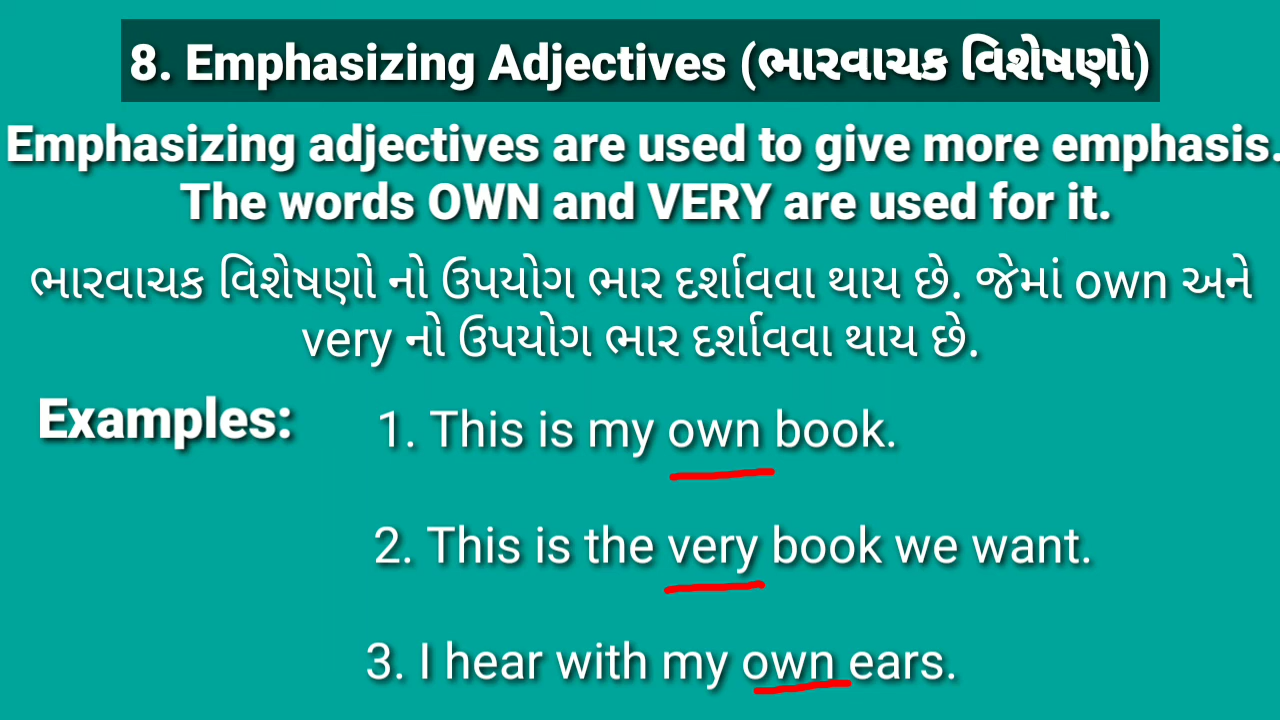 8. Emphasizing Adjectives (ભારવાચક વિશેષણો)
Emphasizing adjectives are used to give more emphasis.
The words OWN and VERY are used for it.
ભારવાચક વિશેષણો નો ઉપયોગ ભાર દર્શાવવા થાય છે. જેમાં own અને
very નો ઉપયોગ ભાર દર્શાવવા થાય છે.
Examples: 1. This is my own book.
2. This is the very book we want.
3. I hear with my own ears.